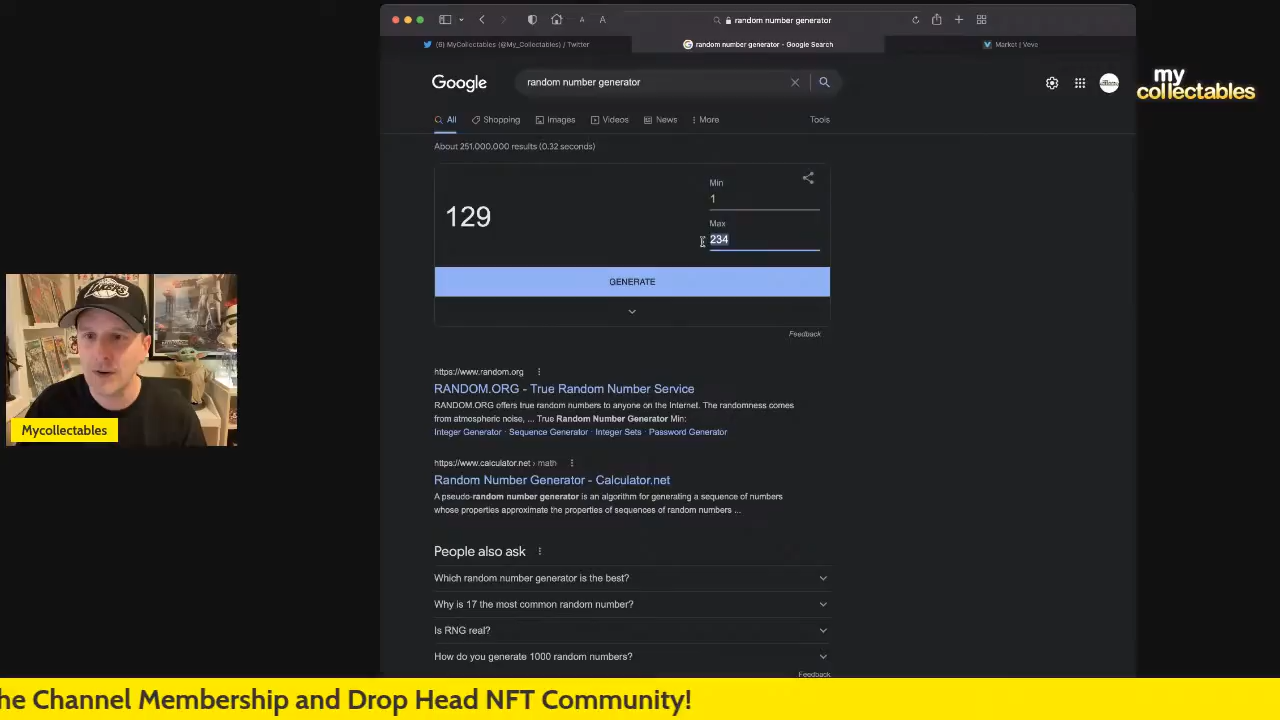 random number generator
(6) MyCollectables (@My_Collectables) / Twitter
random number generator - Google Search
Market | Veve
Google
random number generator
my
collectables
All
Shopping
Images
Videos
News
More
Tools
About 251,000,000 results (0.32 seconds)
129
Min
1
Max
234
GENERATE
Feedback
https://www.random.org
RANDOM.ORG - True Random Number Service
RANDOM.ORG offers true random numbers to anyone on the Internet. The randomness comes
from atmospheric noise, ... True Random Number Generator Min:
Integer Generator · Sequence Generator · Integer Sets · Password Generator
https://www.calculator.net › math
Random Number Generator - Calculator.net
A pseudo-random number generator is an algorithm for generating a sequence of numbers
whose properties approximate the properties of sequences of random numbers ...
People also ask
Which random number generator is the best?
Why is 17 the most common random number?
Is RNG real?
How do you generate 1000 random numbers?
Feedback
Mycollectables
he Channel Membership and Drop Head NFT Community!